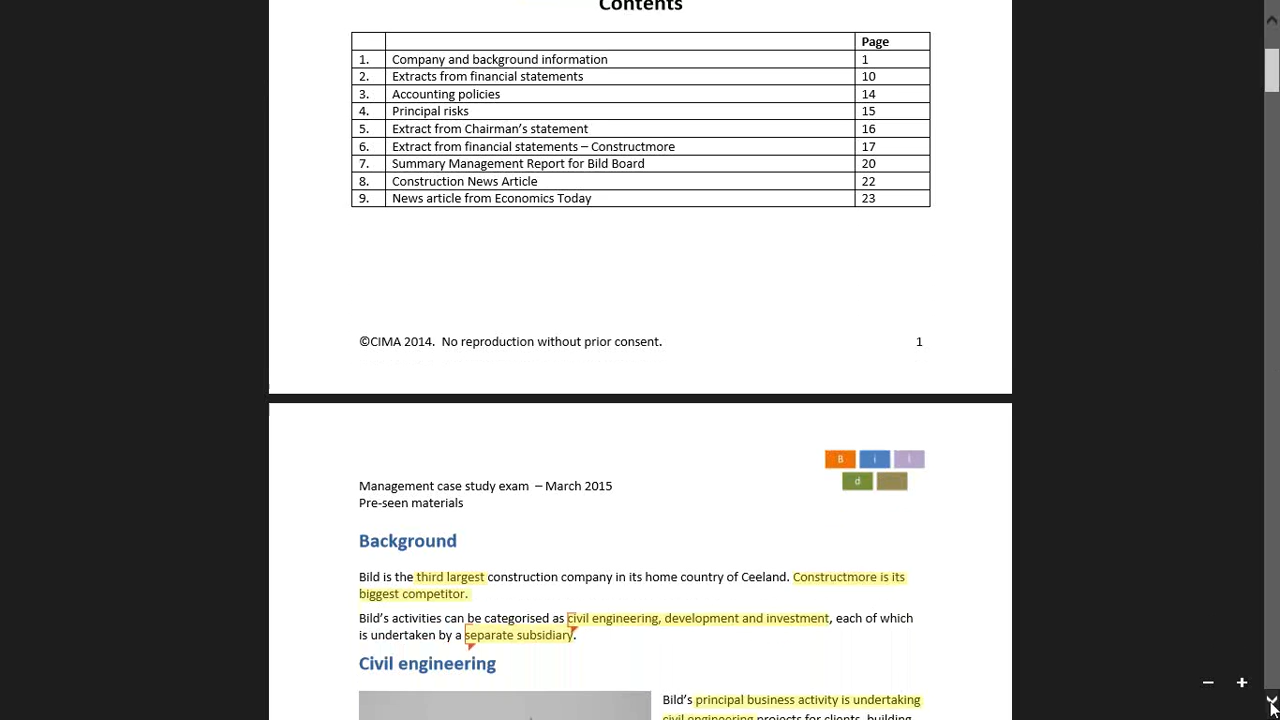 Contents
Page
1. Company and background information 1
2. Extracts from financial statements 10
3. Accounting policies 14
4. Principal risks 15
5. Extract from Chairman's statement 16
6. Extract from financial statements – Constructmore 17
7. Summary Management Report for Bild Board 20
8. Construction News Article 22
9. News article from Economics Today 23
©CIMA 2014. No reproduction without prior consent. 1
B i l
d
Management case study exam – March 2015
Pre-seen materials
Background
Bild is the third largest construction company in its home country of Ceeland. Constructmore is its
biggest competitor.
Bild's activities can be categorised as civil engineering, development and investment, each of which
is undertaken by a separate subsidiary.
Civil engineering
Bild's principal business activity is undertaking
civil engineering projects for clients, building